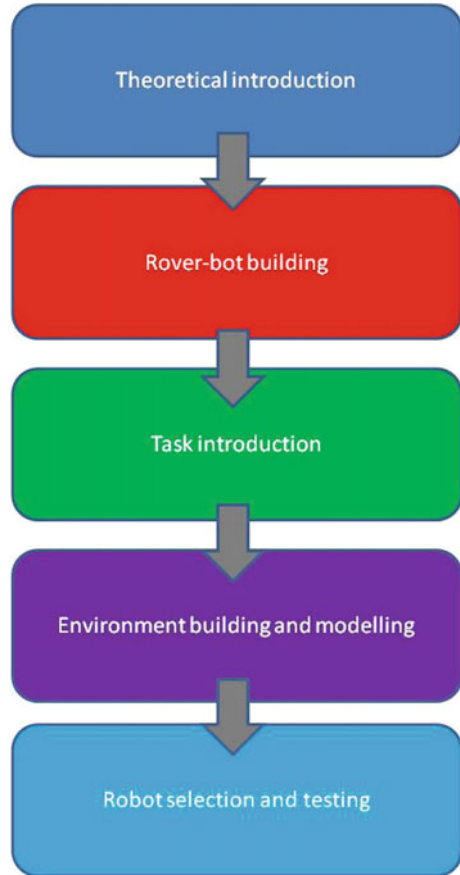 Theoretical introduction
Rover-bot building
Task introduction
Environment building and modelling
Robot selection and testing